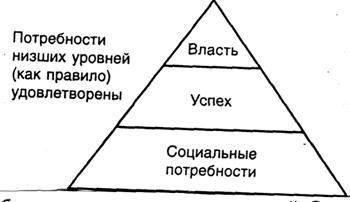 Потребности
низших уровней
(как правило)
удовлетворены
Власть
Успех
Социальные
потребности